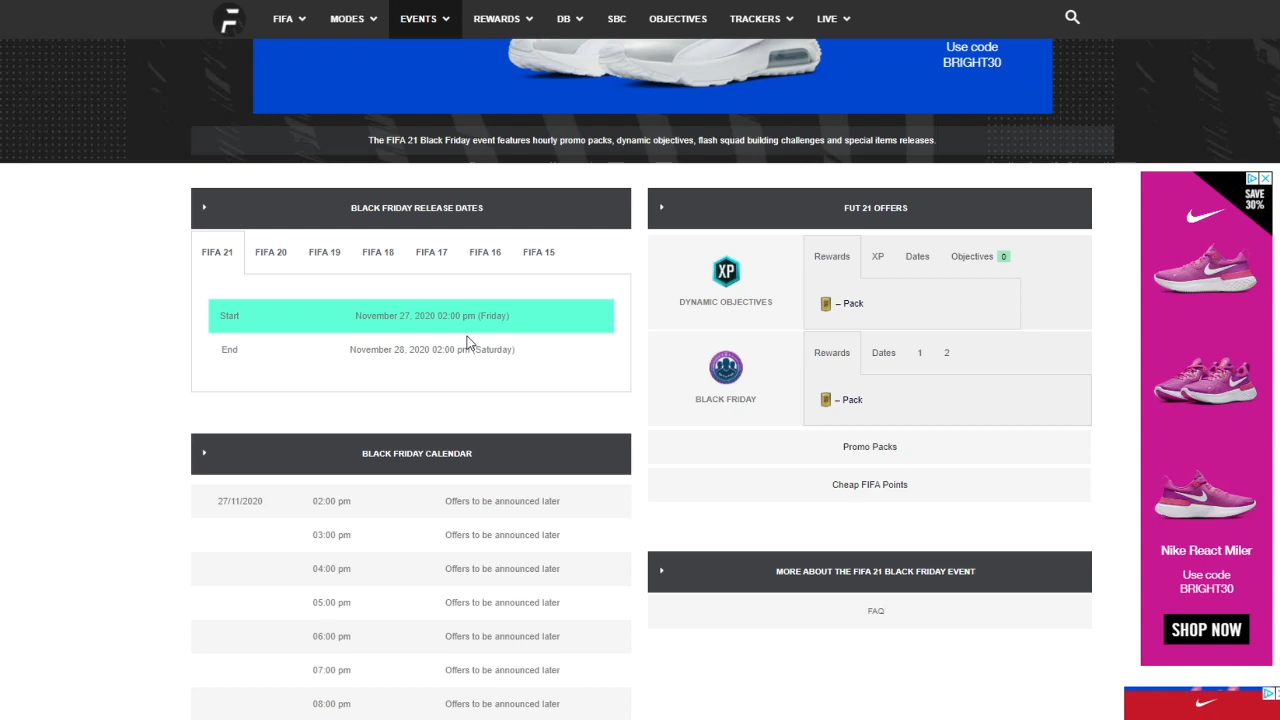 FIFA
MODES
EVENTS
REWARDS
DB
SBC
OBJECTIVES
TRACKERS
LIVE
Use code
BRIGHT30
The FIFA 21 Black Friday event features hourly promo packs, dynamic objectives, flash squad building challenges and special items releases.
BLACK FRIDAY RELEASE DATES
FIFA 21
FIFA 20
FIFA 19
FIFA 18
FIFA 17
FIFA 16
FIFA 15
Start
November 27, 2020 02:00 pm (Friday)
End
November 28, 2020 02:00 pm (Saturday)
BLACK FRIDAY CALENDAR
27/11/2020
02:00 pm
Offers to be announced later
03:00 pm
Offers to be announced later
04:00 pm
Offers to be announced later
05:00 pm
Offers to be announced later
06:00 pm
Offers to be announced later
07:00 pm
Offers to be announced later
08:00 pm
Offers to be announced later
FUT 21 OFFERS
XP
DYNAMIC OBJECTIVES
Rewards
XP
Dates
Objectives 0
– Pack
BLACK FRIDAY
Rewards
Dates
1
2
– Pack
Promo Packs
Cheap FIFA Points
MORE ABOUT THE FIFA 21 BLACK FRIDAY EVENT
FAQ
SAVE
30%
Nike React Miler
Use code
BRIGHT30
SHOP NOW